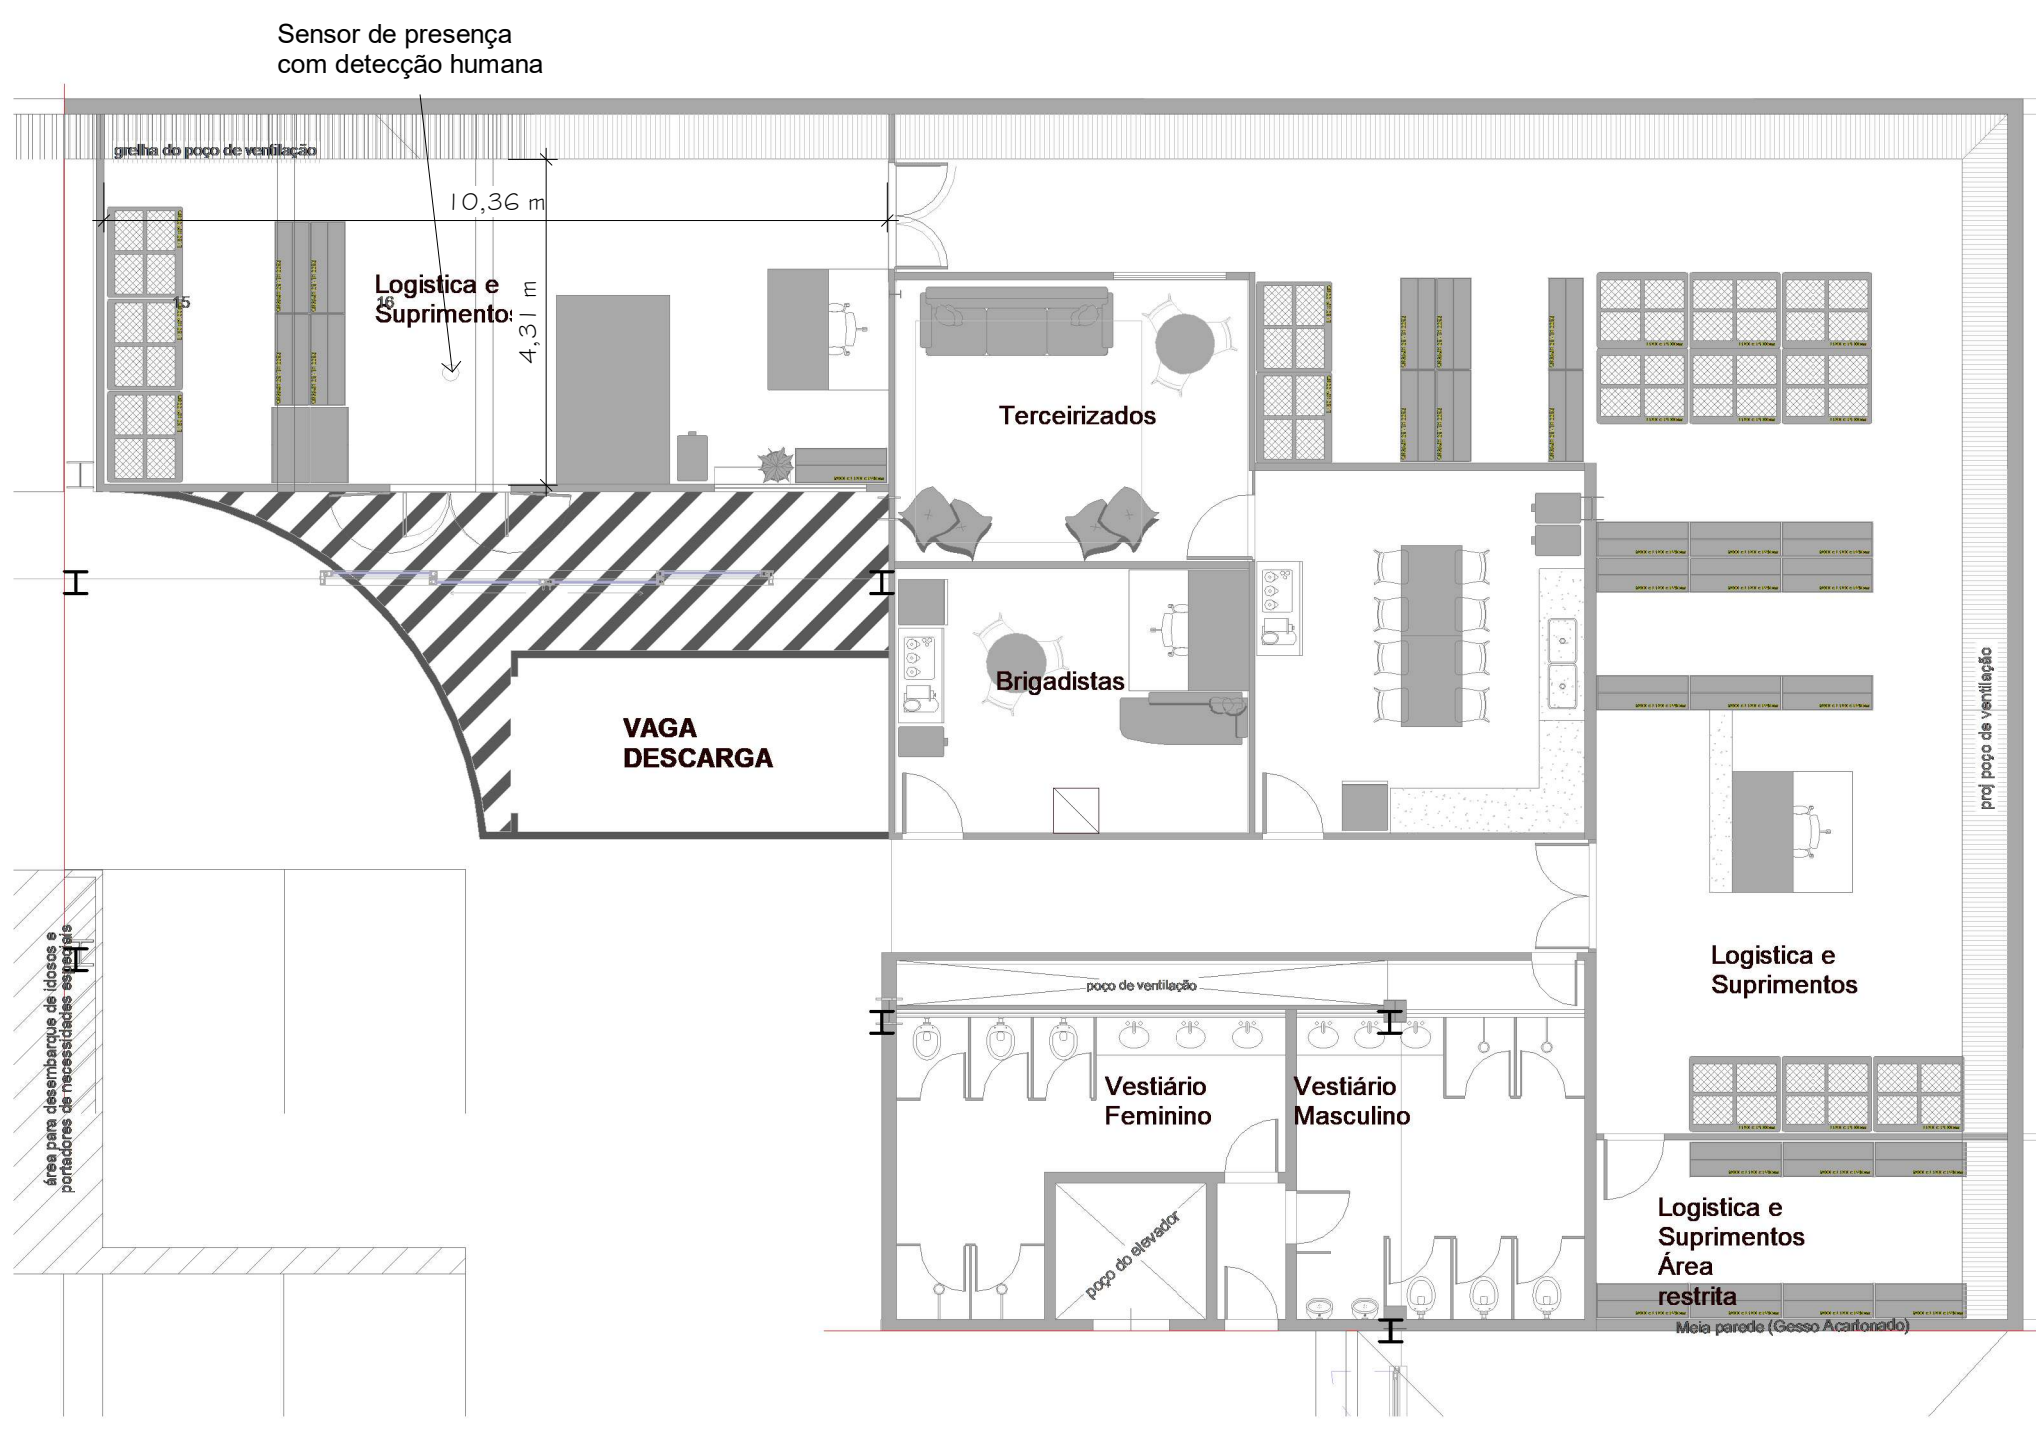 Sensor de presença
com detecção humana
grelha do poço de ventilação
10,36 m
4,31 m
Logistica e
Suprimentos
15
16
Terceirizados
Brigadistas
VAGA
DESCARGA
proj poço de ventilação
Logistica e
Suprimentos
poço de ventilação
área para desembarque de idosos e
portadores de necessidades especiais
Vestiário
Feminino
Vestiário
Masculino
poço do elevador
Logistica e
Suprimentos
Área
restrita
Meia parede (Gesso Acartonado)